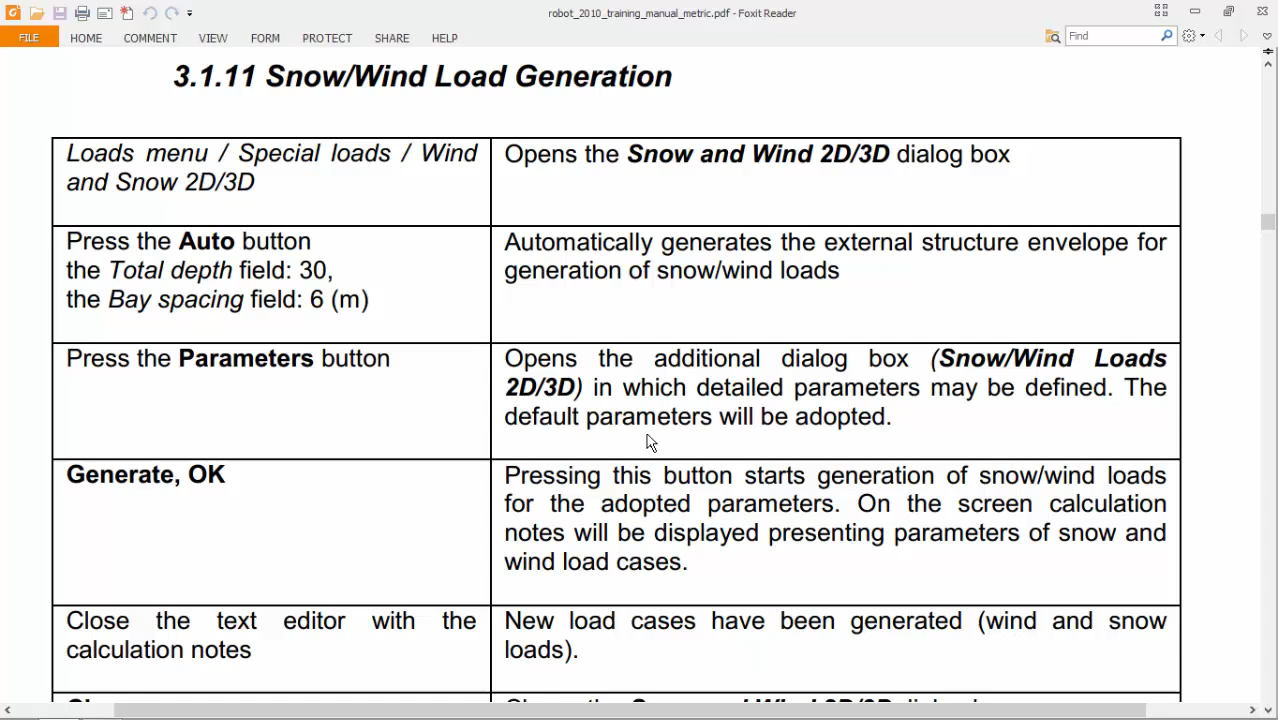 robot_2010_training_manual_metric.pdf - Foxit Reader
FILE
HOME
COMMENT
VIEW
FORM
PROTECT
SHARE
HELP
Find
3.1.11 Snow/Wind Load Generation
Loads menu / Special loads / Wind
and Snow 2D/3D
Opens the Snow and Wind 2D/3D dialog box
Press the Auto button
the Total depth field: 30,
the Bay spacing field: 6 (m)
Automatically generates the external structure envelope for
generation of snow/wind loads
Press the Parameters button
Opens the additional dialog box (Snow/Wind Loads
2D/3D) in which detailed parameters may be defined. The
default parameters will be adopted.
Generate, OK
Pressing this button starts generation of snow/wind loads
for the adopted parameters. On the screen calculation
notes will be displayed presenting parameters of snow and
wind load cases.
Close the text editor with the
calculation notes
New load cases have been generated (wind and snow
loads).